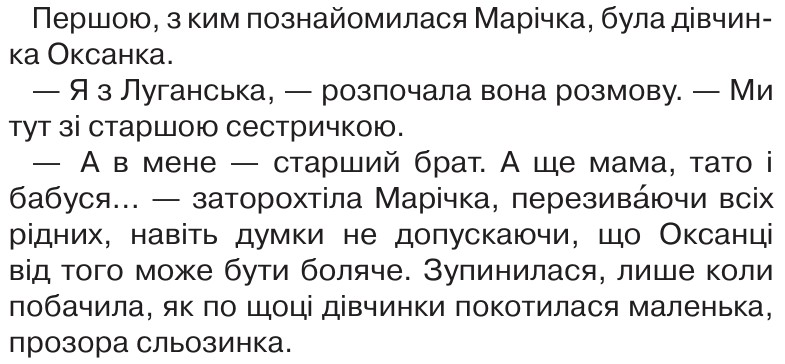 Першою, з ким познайомилася Марічка, була дівчин-
ка Оксанка.
— Я з Луганська, — розпочала вона розмову. — Ми
тут зі старшою сестричкою.
— А в мене — старший брат. А ще мама, тато і
бабуся... — заторохтіла Марічка, перезива́ючи всіх
рідних, навіть думки не допускаючи, що Оксанці
від того може бути боляче. Зупинилася, лише коли
побачила, як по щоці дівчинки покотилася маленька,
прозора сльозинка.